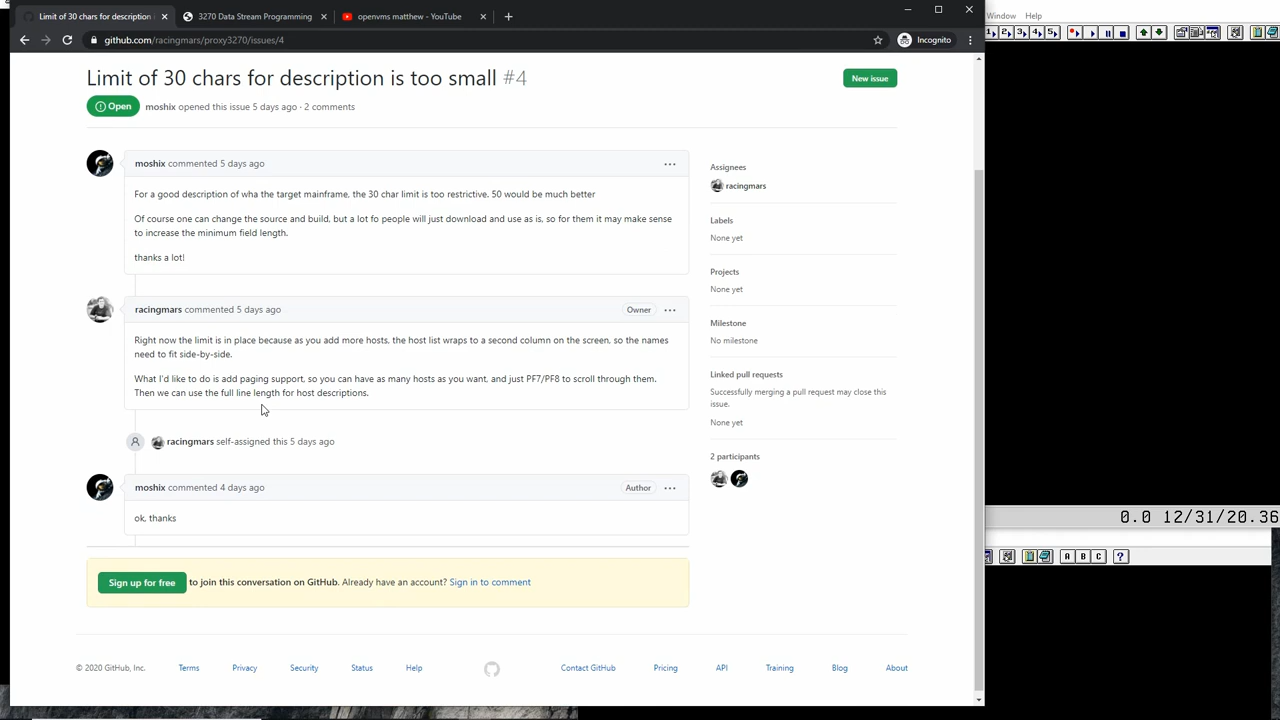 Limit of 30 chars for description
3270 Data Stream Programming
openvms matthew - YouTube
Window Help
github.com/racingmars/proxy3270/issues/4
Incognito
Limit of 30 chars for description is too small #4
New issue
Open
moshix opened this issue 5 days ago · 2 comments
moshix commented 5 days ago
For a good description of wha the target mainframe, the 30 char limit is too restrictive. 50 would be much better
Of course one can change the source and build, but a lot fo people will just download and use as is, so for them it may make sense
to increase the minimum field length.
thanks a lot!
racingmars commented 5 days ago
Owner
Right now the limit is in place because as you add more hosts, the host list wraps to a second column on the screen, so the names
need to fit side-by-side.
What I'd like to do is add paging support, so you can have as many hosts as you want, and just PF7/PF8 to scroll through them.
Then we can use the full line length for host descriptions.
racingmars self-assigned this 5 days ago
moshix commented 4 days ago
Author
ok, thanks
Sign up for free to join this conversation on GitHub. Already have an account? Sign in to comment
Assignees
racingmars
Labels
None yet
Projects
None yet
Milestone
No milestone
Linked pull requests
Successfully merging a pull request may close this
issue.
None yet
2 participants
0.0 12/31/20.36
A B C ?
© 2020 GitHub, Inc.
Terms
Privacy
Security
Status
Help
Contact GitHub
Pricing
API
Training
Blog
About